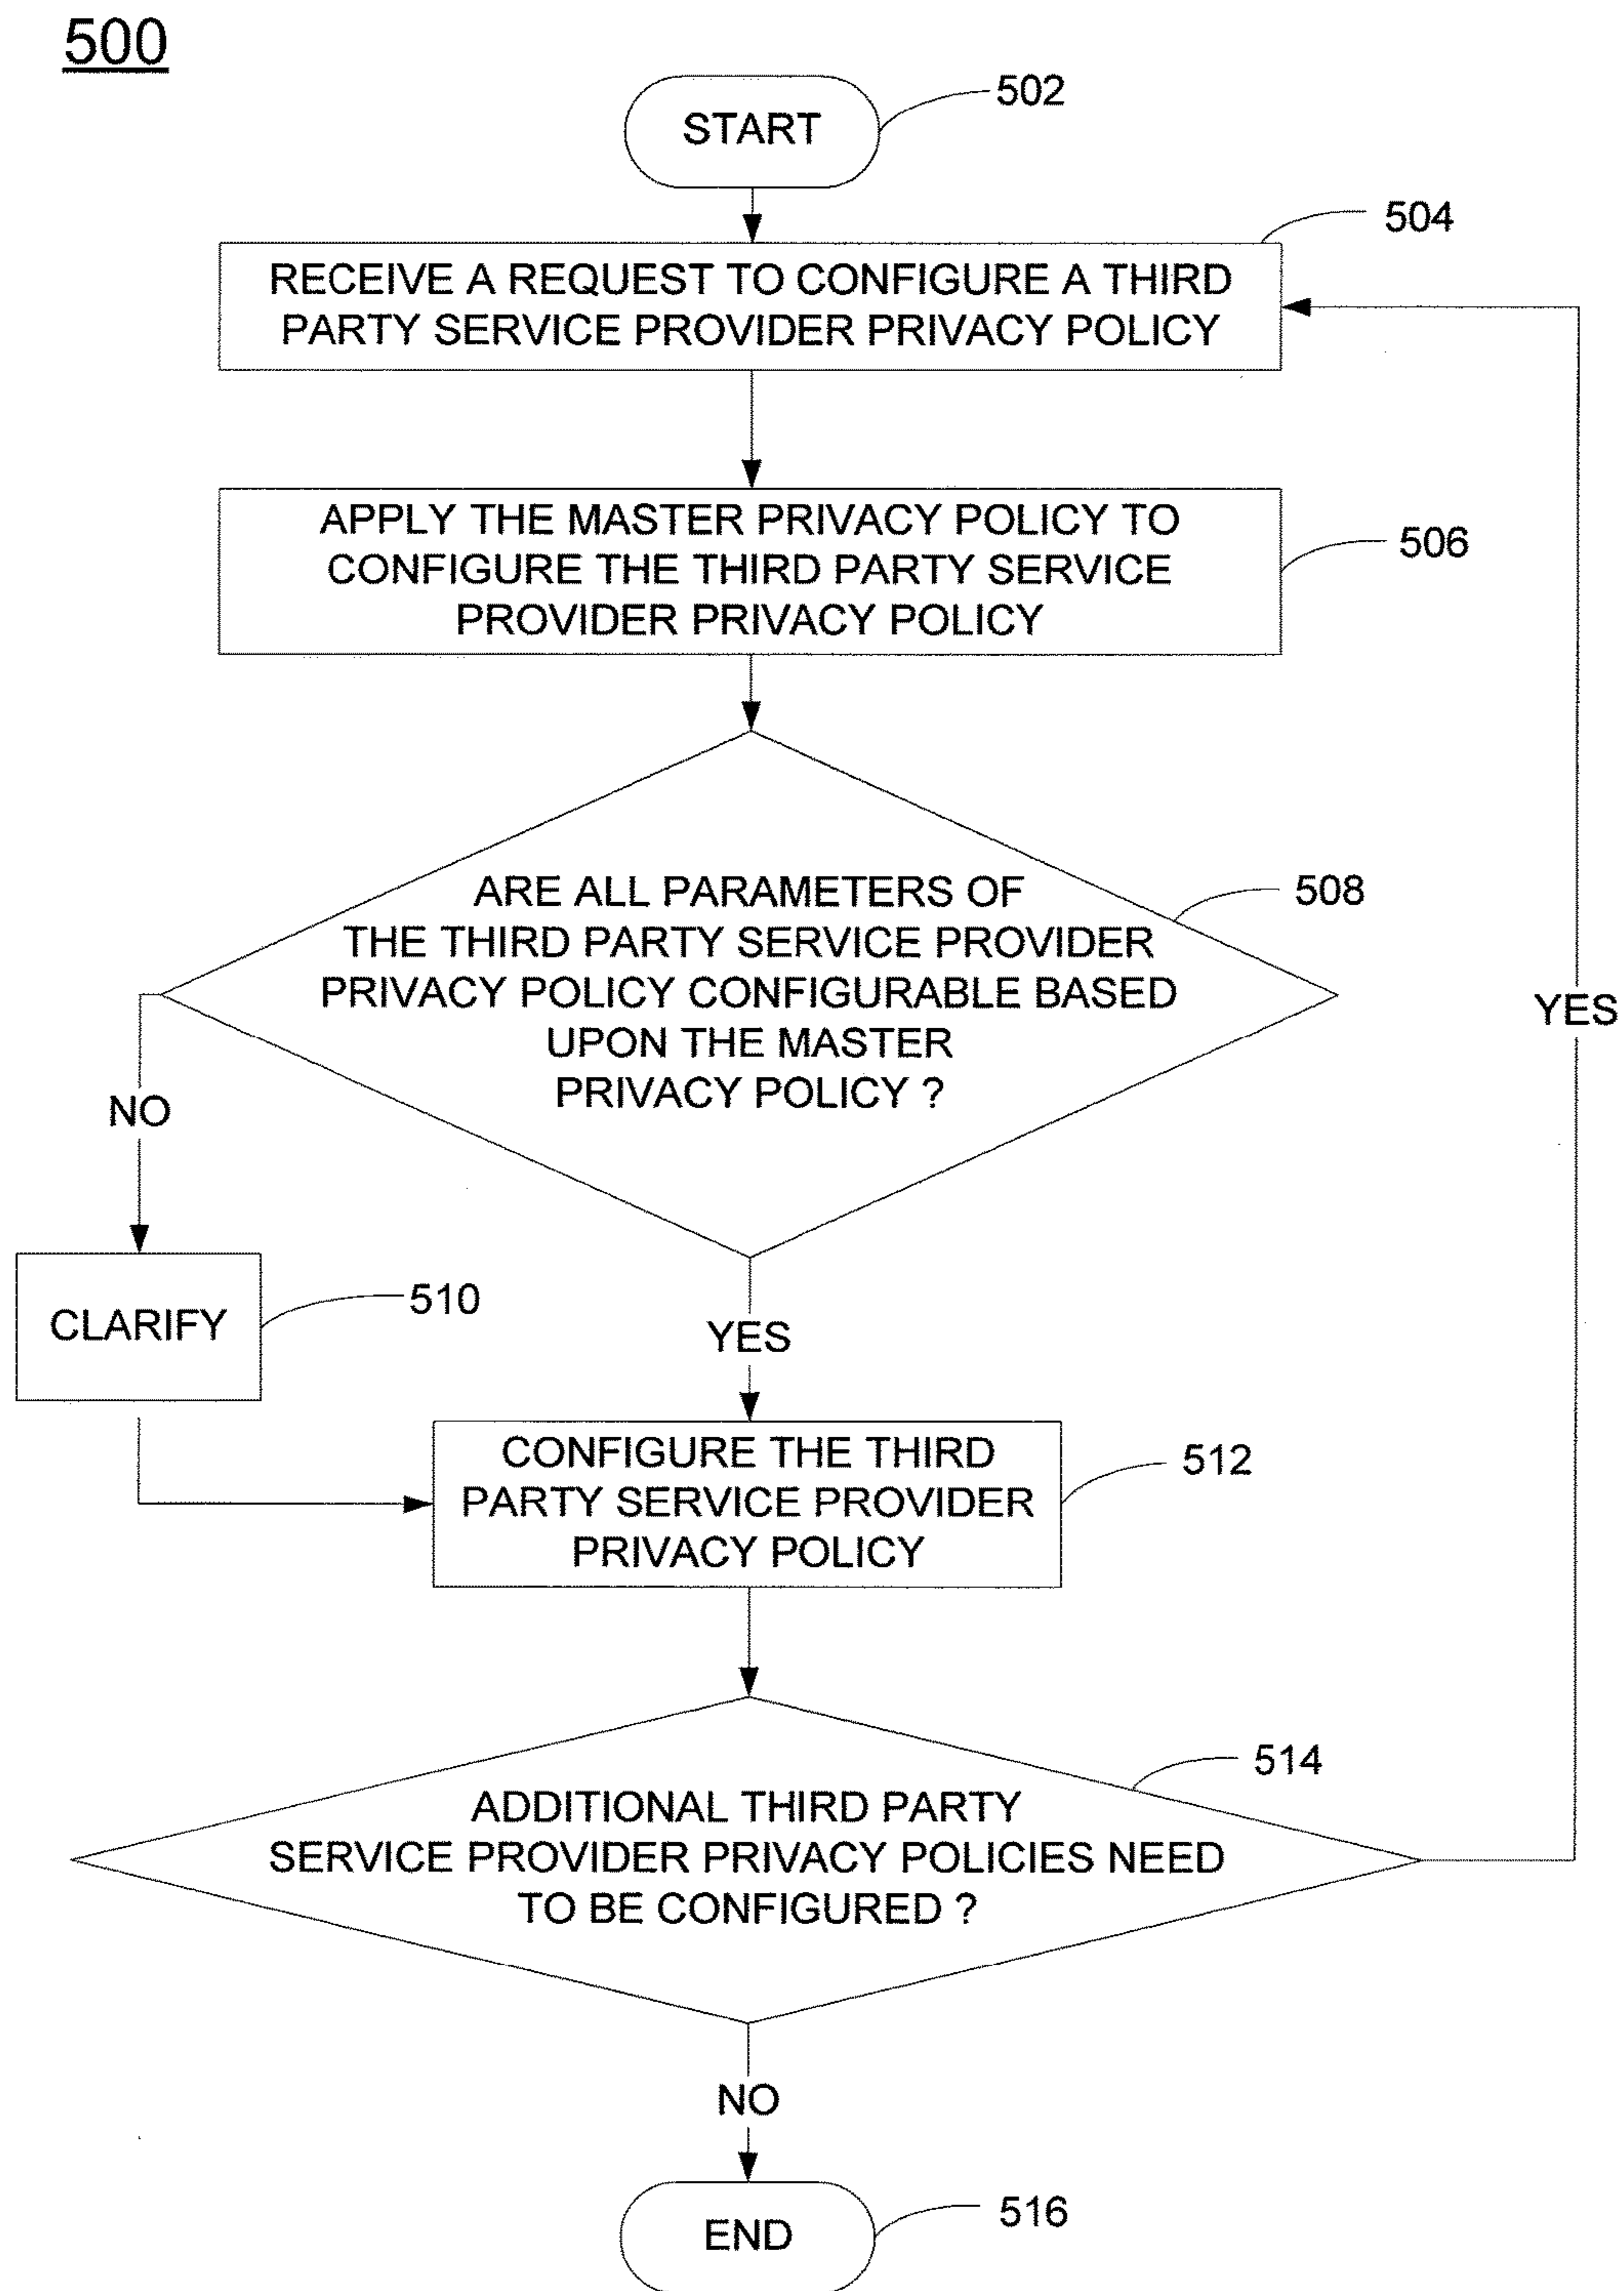 500
START
502
504
RECEIVE A REQUEST TO CONFIGURE A THIRD
PARTY SERVICE PROVIDER PRIVACY POLICY
APPLY THE MASTER PRIVACY POLICY TO
CONFIGURE THE THIRD PARTY SERVICE
PROVIDER PRIVACY POLICY
506
ARE ALL PARAMETERS OF
THE THIRD PARTY SERVICE PROVIDER
PRIVACY POLICY CONFIGURABLE BASED
UPON THE MASTER
PRIVACY POLICY ?
508
YES
NO
CLARIFY
510
YES
CONFIGURE THE THIRD
PARTY SERVICE PROVIDER
PRIVACY POLICY
512
514
ADDITIONAL THIRD PARTY
SERVICE PROVIDER PRIVACY POLICIES NEED
TO BE CONFIGURED ?
NO
END
516